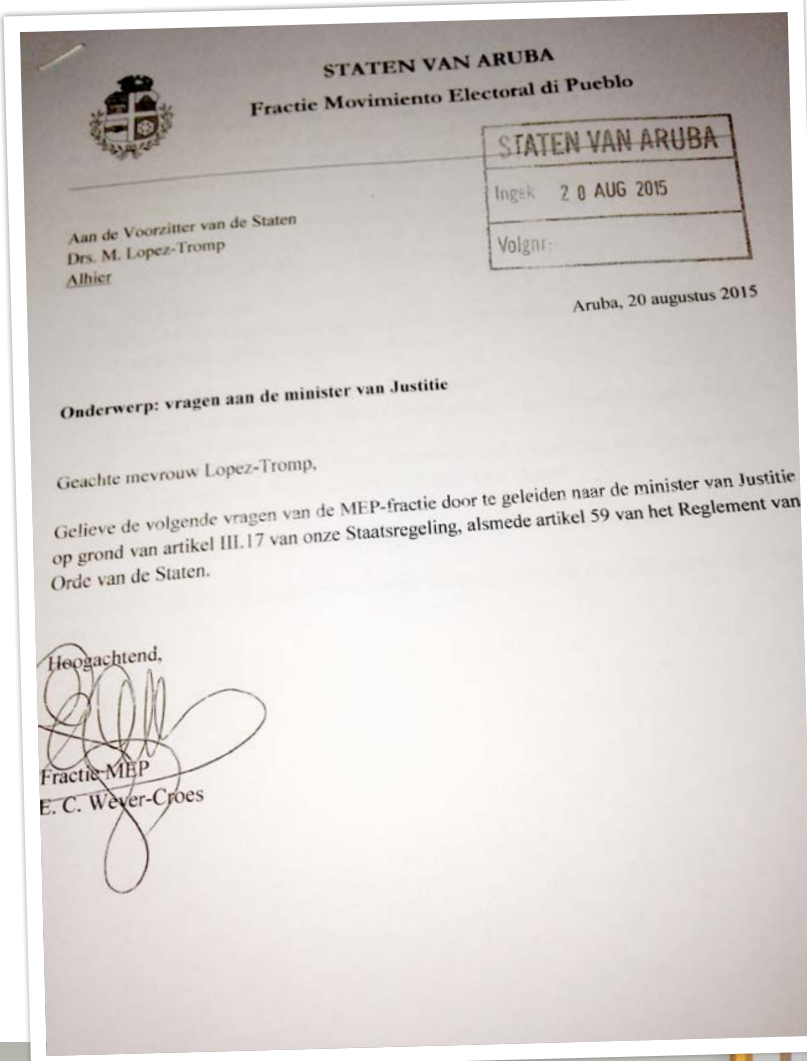 STATEN VAN ARUBA
Fractie Movimiento Electoral di Pueblo
STATEN VAN ARUBA
Ingek. 20 AUG 2015
Volgnr.:
Aan de Voorzitter van de Staten
Drs. M. Lopez-Tromp
Alhier
Aruba, 20 augustus 2015
Onderwerp: vragen aan de minister van Justitie
Geachte mevrouw Lopez-Tromp,
Gelieve de volgende vragen van de MEP-fractie door te geleiden naar de minister van Justitie
op grond van artikel III.17 van onze Staatsregeling, alsmede artikel 59 van het Reglement van
Orde van de Staten.
Hoogachtend,
Fractie MEP
E. C. Wever-Croes